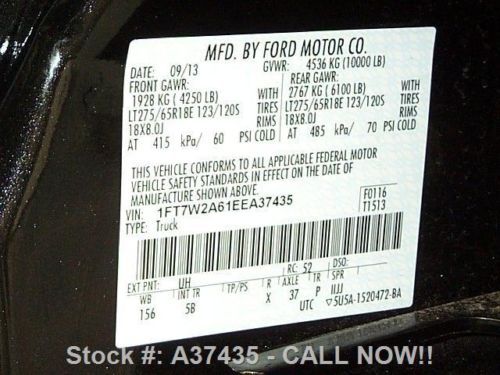 MFD. BY FORD MOTOR CO.
DATE: 09/13 GVWR: 4536 KG (10000 LB)
FRONT GAWR: REAR GAWR:
1928 KG ( 4250 LB) WITH 2767 KG ( 6100 LB) WITH
LT275/65R18E 123/120S TIRES LT275/65R18E 123/120S TIRES
18X8.0J RIMS 18X8.0J RIMS
AT 415 kPa/ 60 PSI COLD AT 485 kPa/ 70 PSI COLD
THIS VEHICLE CONFORMS TO ALL APPLICABLE FEDERAL MOTOR
VEHICLE SAFETY STANDARDS IN EFFECT ON THE DATE OF
MANUFACTURE SHOWN ABOVE.
VIN: 1FT7W2A61EEA37435 F0116
TYPE: Truck T1513
EXT PNT: UH RC: 52 DSO:
WB INT TR TP/PS R AXLE TR SPR
156 5B X 37 P IIJJ
UTC 5U5A-1520472-BA
Stock #: A37435 - CALL NOW!!